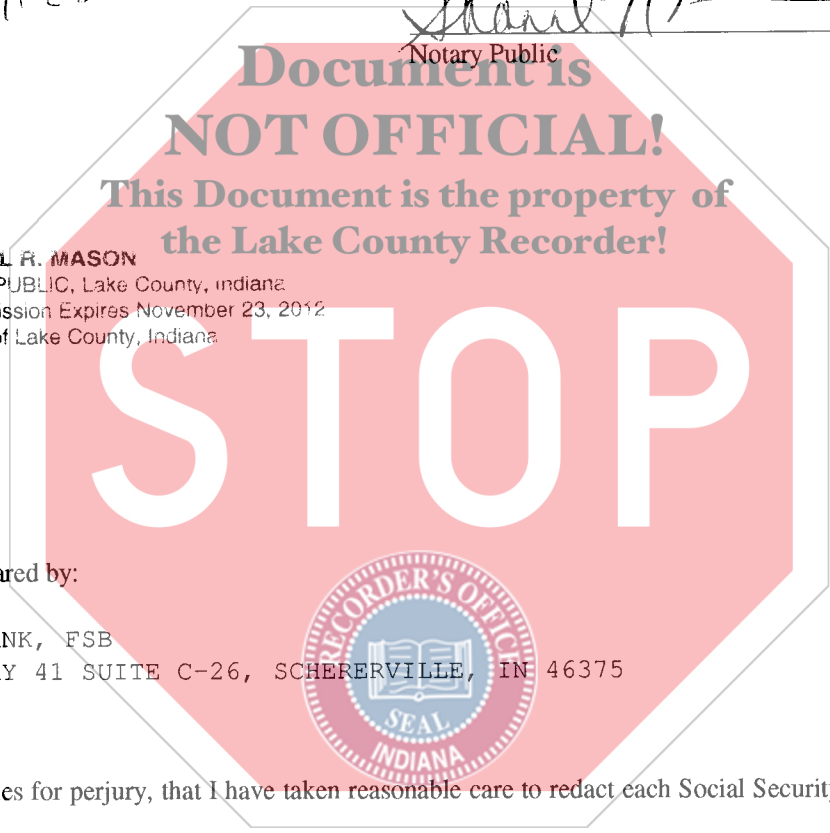 Notary Public
Document is
NOT OFFICIAL!
This Document is the property of
the Lake County Recorder!
L R. MASON
PUBLIC, Lake County, Indiana
ission Expires November 23, 2012
of Lake County, Indiana
STOP
ared by:
RECORDER'S OFFICE
NK, FSB
Y 41 SUITE C-26, SCHERERVILLE, IN 46375
SEAL
INDIANA
es for perjury, that I have taken reasonable care to redact each Social Security